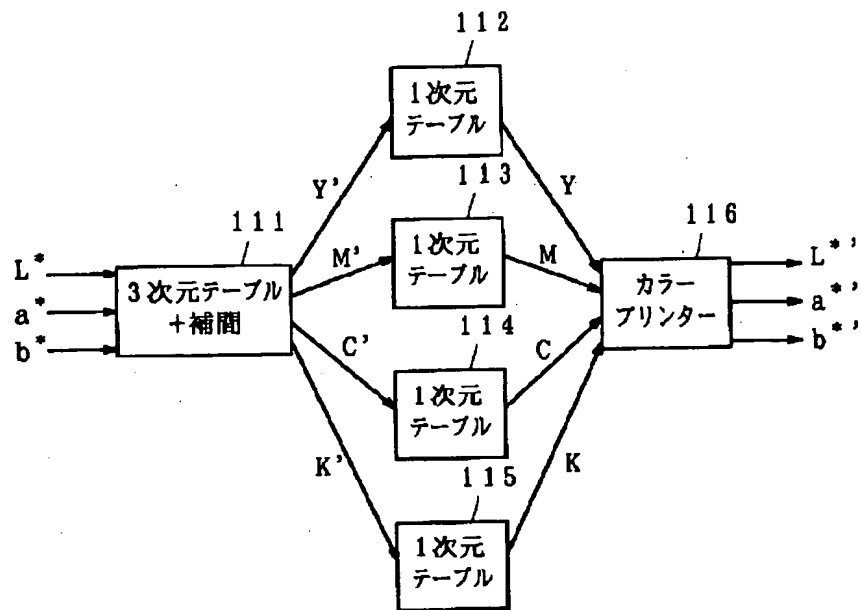 112
1次元
テーブル
Y'
Y
113
111
116
L*
M'
1次元
テーブル
M
L*'
a*
3次元テーブル
+補間
カラー
プリンター
a*'
b*
b*'
114
C'
C
1次元
テーブル
K'
115
K
1次元
テーブル